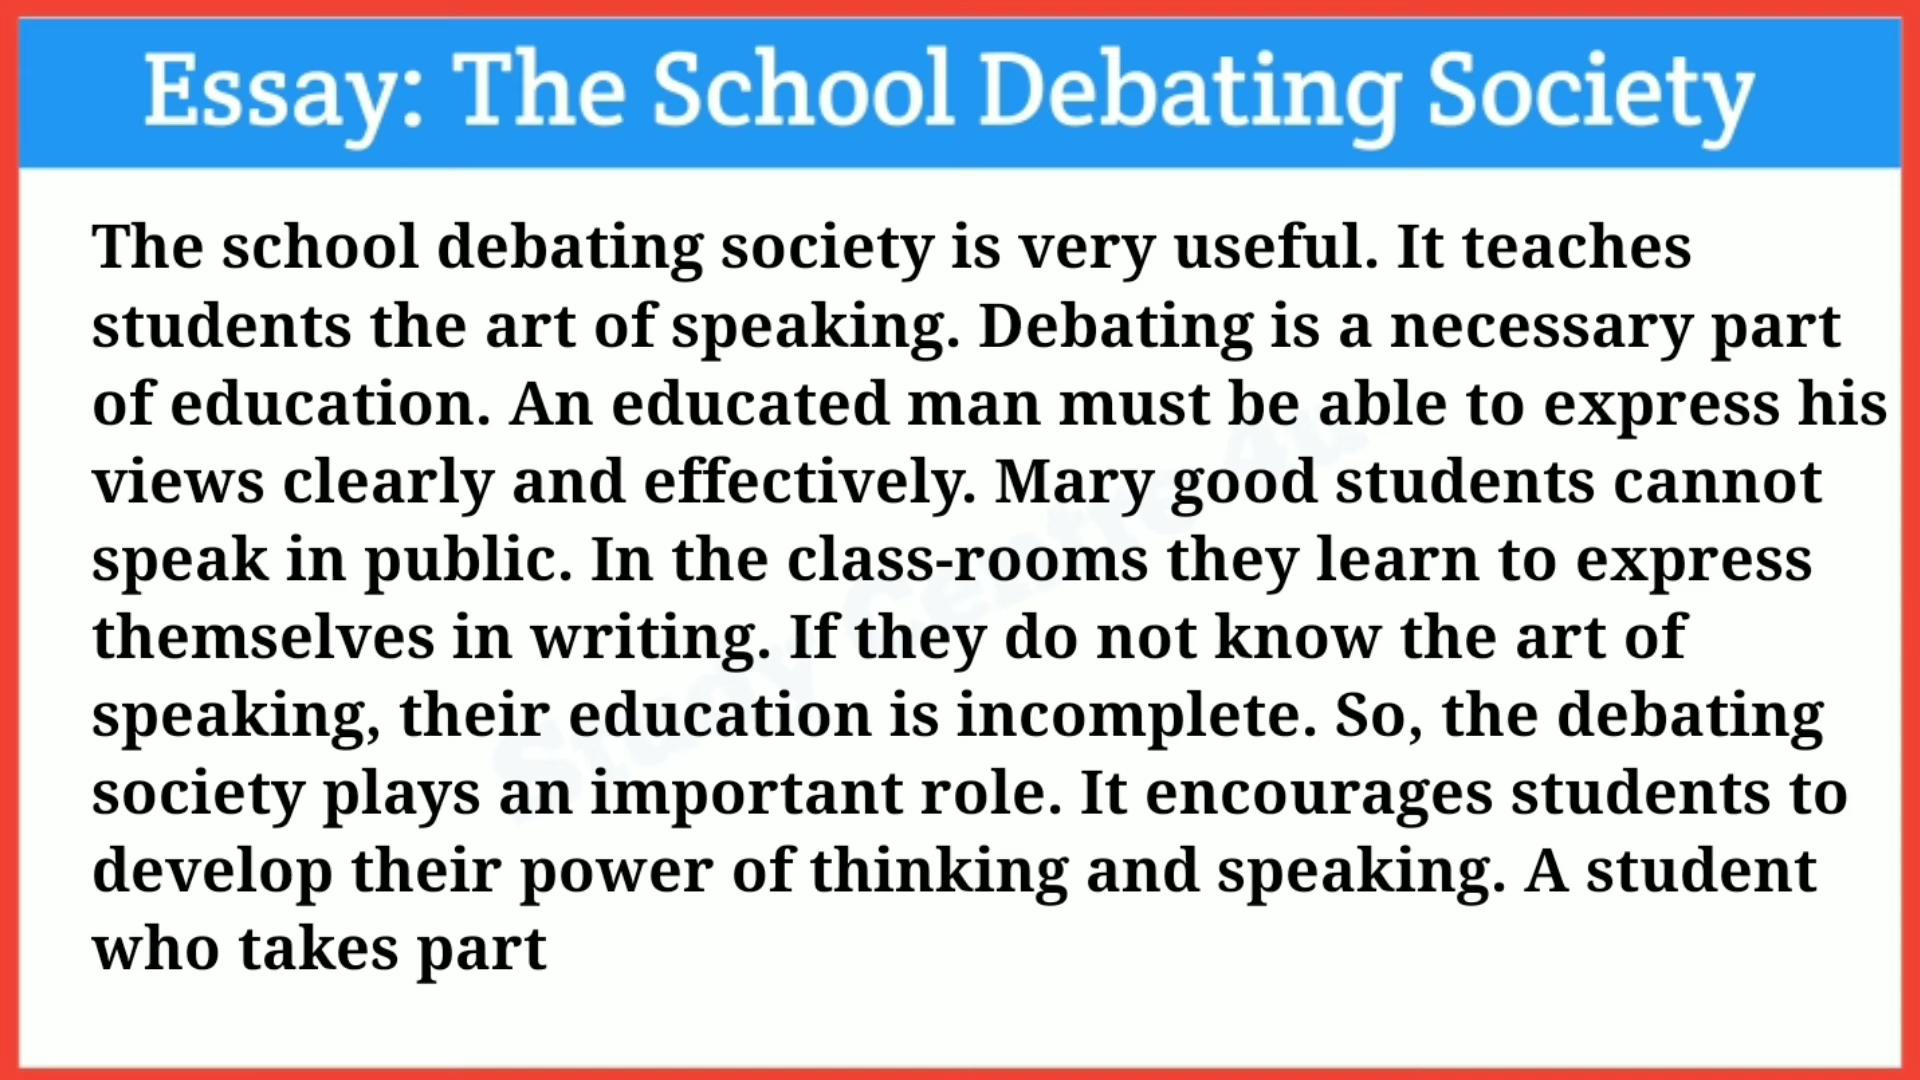 Essay: The School Debating Society
The school debating society is very useful. It teaches
students the art of speaking. Debating is a necessary part
of education. An educated man must be able to express his
views clearly and effectively. Mary good students cannot
speak in public. In the class-rooms they learn to express
themselves in writing. If they do not know the art of
speaking, their education is incomplete. So, the debating
society plays an important role. It encourages students to
develop their power of thinking and speaking. A student
who takes part
Study Centre 4U